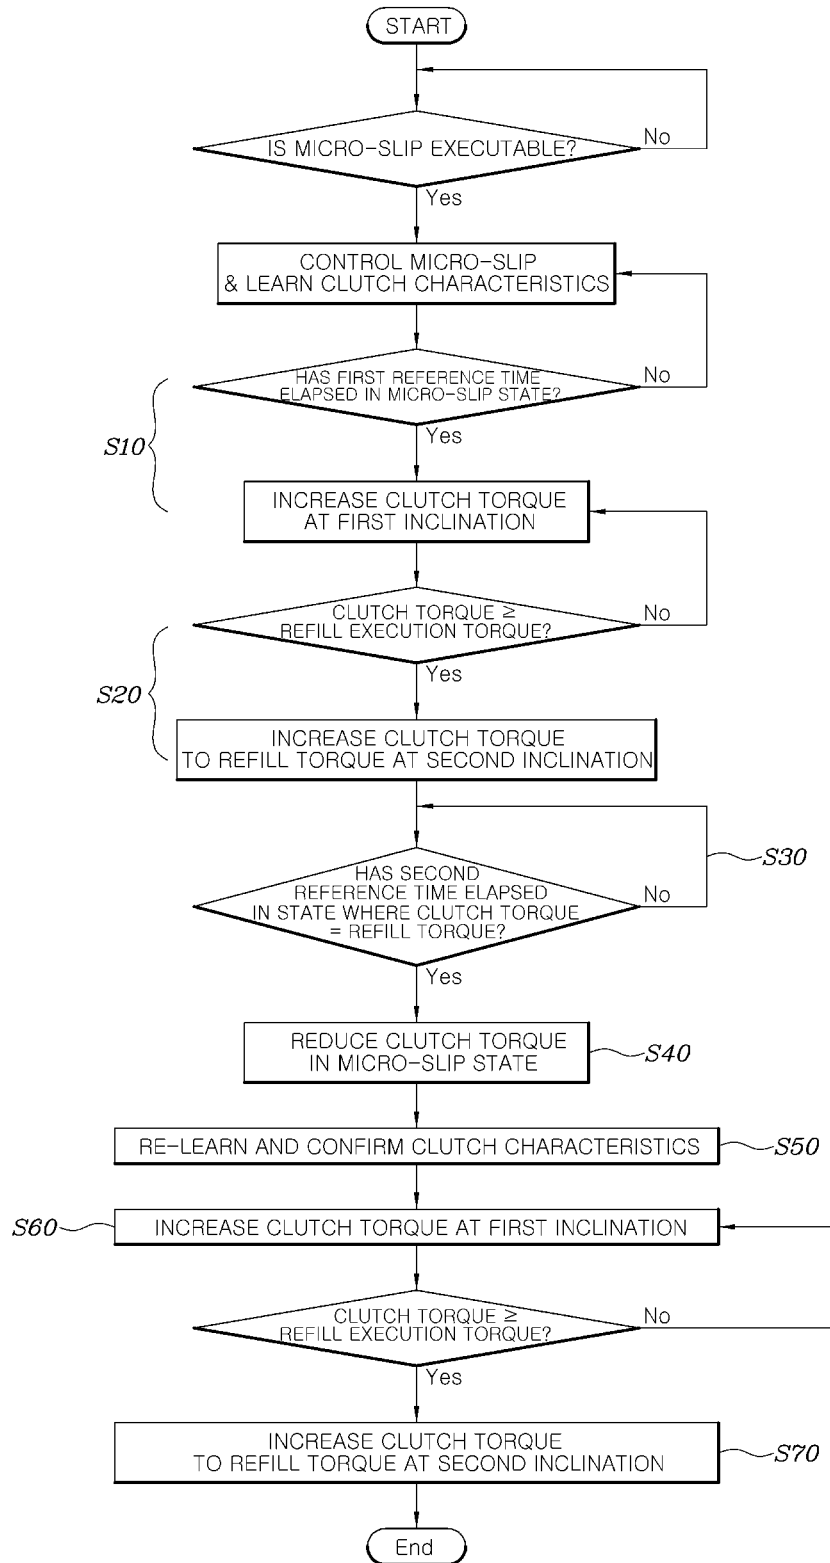 START
IS MICRO-SLIP EXECUTABLE?
No
Yes
CONTROL MICRO-SLIP
& LEARN CLUTCH CHARACTERISTICS
HAS FIRST REFERENCE TIME
ELAPSED IN MICRO-SLIP STATE?
No
Yes
S10
INCREASE CLUTCH TORQUE
AT FIRST INCLINATION
CLUTCH TORQUE ≥
REFILL EXECUTION TORQUE?
No
Yes
S20
INCREASE CLUTCH TORQUE
TO REFILL TORQUE AT SECOND INCLINATION
S30
HAS SECOND
REFERENCE TIME ELAPSED
IN STATE WHERE CLUTCH TORQUE
= REFILL TORQUE?
No
Yes
REDUCE CLUTCH TORQUE
IN MICRO-SLIP STATE
S40
RE-LEARN AND CONFIRM CLUTCH CHARACTERISTICS
S50
S60
INCREASE CLUTCH TORQUE AT FIRST INCLINATION
CLUTCH TORQUE ≥
REFILL EXECUTION TORQUE?
No
Yes
INCREASE CLUTCH TORQUE
TO REFILL TORQUE AT SECOND INCLINATION
S70
End